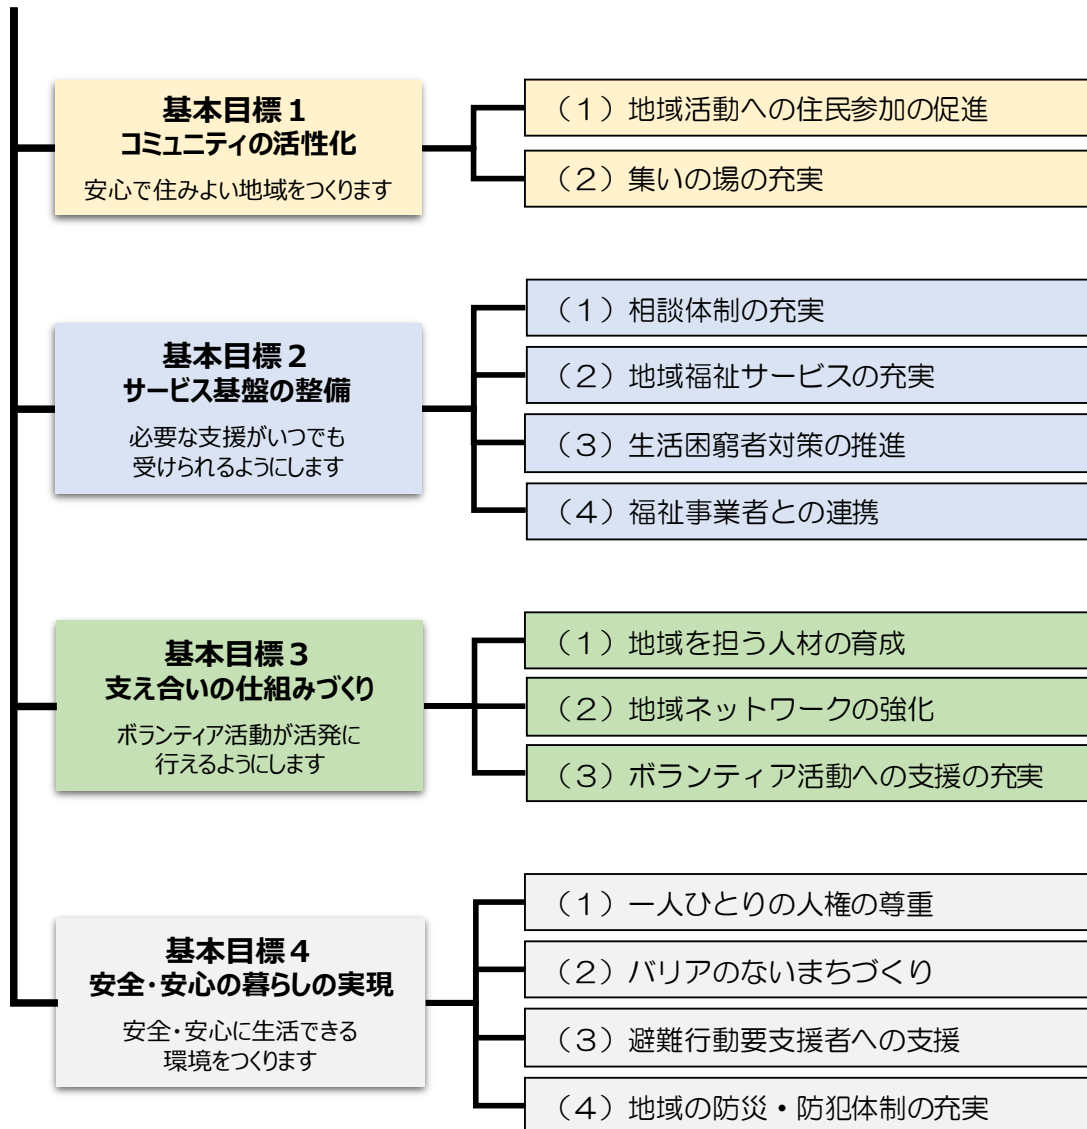 基本目標１
コミュニティの活性化
安心で住みよい地域をつくります
（１）地域活動への住民参加の促進
（２）集いの場の充実
基本目標２
サービス基盤の整備
必要な支援がいつでも
受けられるようにします
（１）相談体制の充実
（２）地域福祉サービスの充実
（３）生活困窮者対策の推進
（４）福祉事業者との連携
基本目標３
支え合いの仕組みづくり
ボランティア活動が活発に
行えるようにします
（１）地域を担う人材の育成
（２）地域ネットワークの強化
（３）ボランティア活動への支援の充実
基本目標４
安全・安心の暮らしの実現
安全・安心に生活できる
環境をつくります
（１）一人ひとりの人権の尊重
（２）バリアのないまちづくり
（３）避難行動要支援者への支援
（４）地域の防災・防犯体制の充実